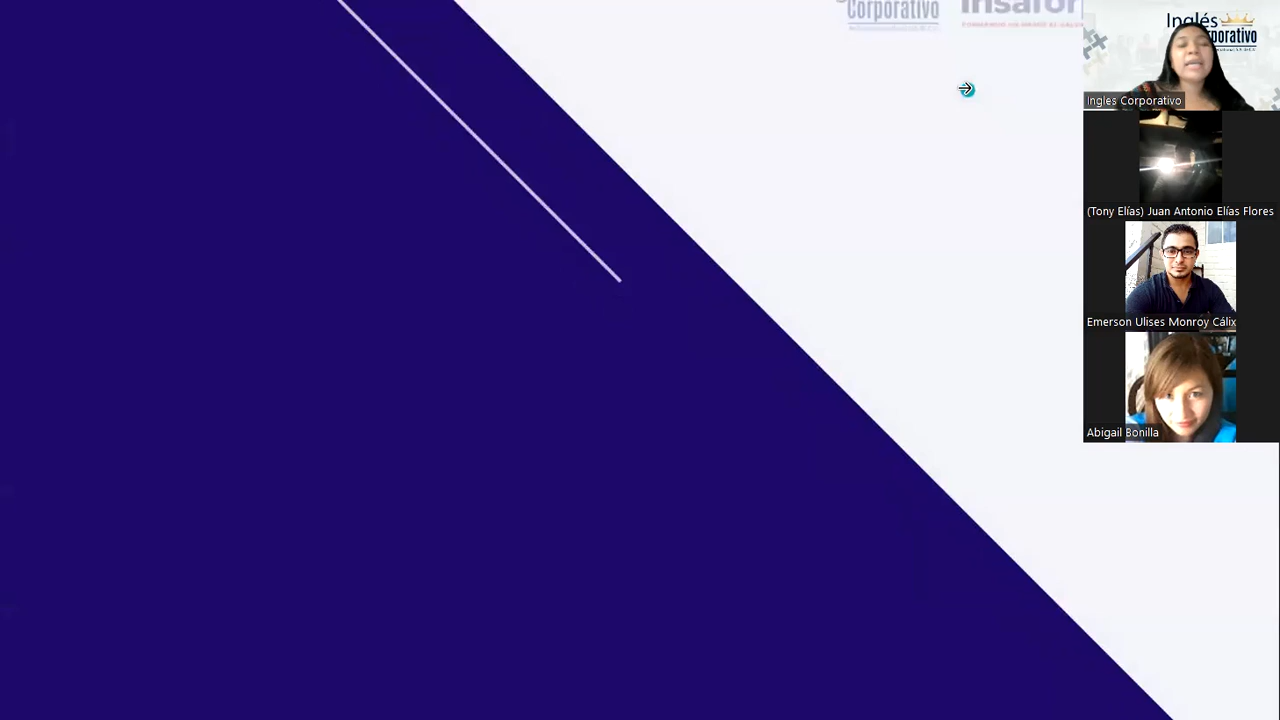 Corporativo
Insafor
Inglés
Corporativo
Ingles Corporativo
(Tony Elías) Juan Antonio Elías Flores
Emerson Ulises Monroy Cálix
Abigail Bonilla